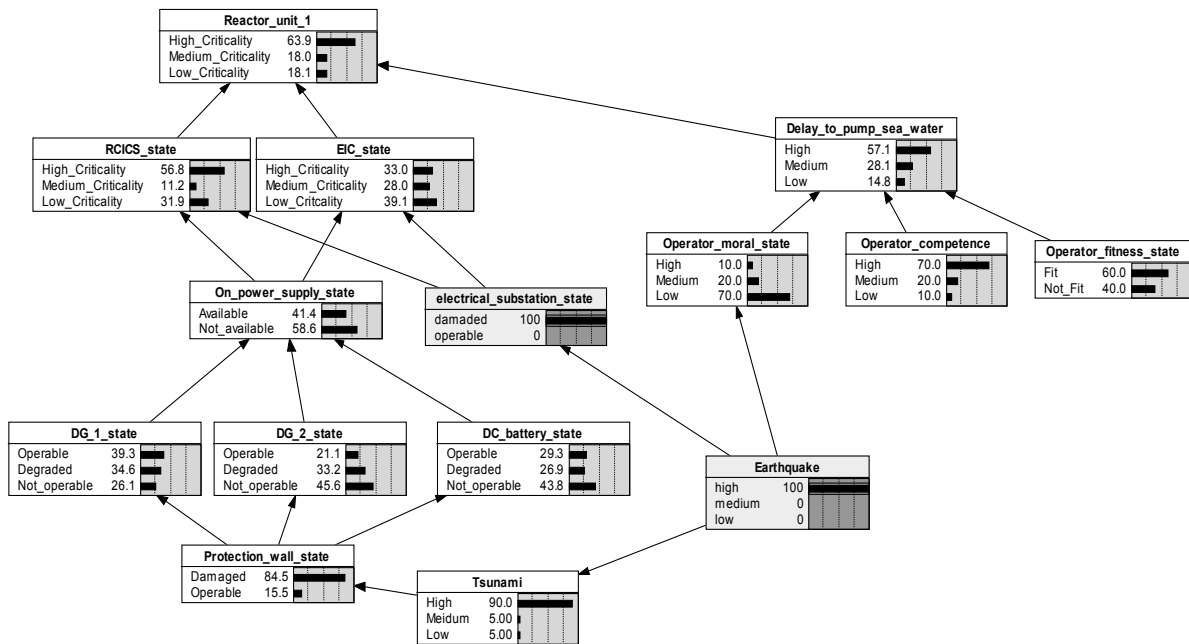 Reactor_unit_1
High_Criticality 63.9
Medium_Criticality 18.0
Low_Criticality 18.1
Delay_to_pump_sea_water
High 57.1
Medium 28.1
Low 14.8
RCICS_state
High_Criticality 56.8
Medium_Criticality 11.2
Low_Criticality 31.9
EIC_state
High_Criticality 33.0
Medium_Criticality 28.0
Low_Critcality 39.1
Operator_moral_state
High 10.0
Medium 20.0
Low 70.0
Operator_competence
High 70.0
Medium 20.0
Low 10.0
Operator_fitness_state
Fit 60.0
Not_Fit 40.0
On_power_supply_state
Available 41.4
Not_available 58.6
electrical_substation_state
damaded 100
operable 0
DG_1_state
Operable 39.3
Degraded 34.6
Not_operable 26.1
DG_2_state
Operable 21.1
Degraded 33.2
Not_operable 45.6
DC_battery_state
Operable 29.3
Degraded 26.9
Not_operable 43.8
Earthquake
high 100
medium 0
low 0
Protection_wall_state
Damaged 84.5
Operable 15.5
Tsunami
High 90.0
Meidum 5.00
Low 5.00